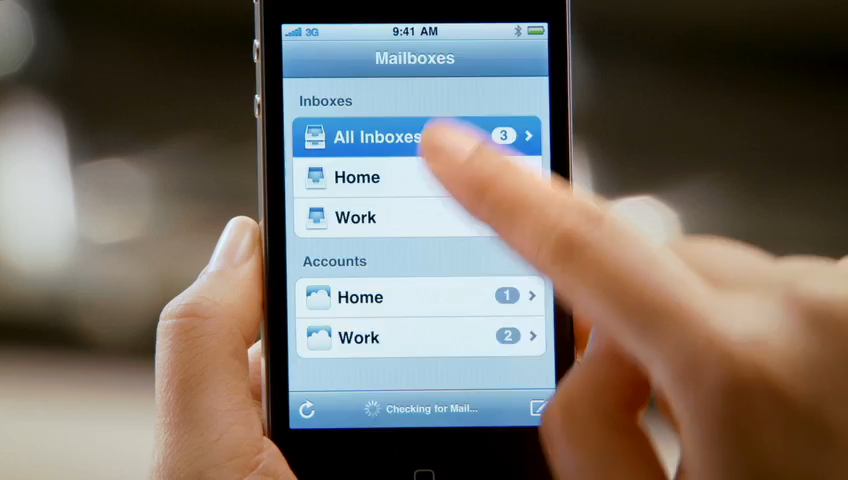 3G 9:41 AM
Mailboxes
Inboxes
All Inboxes 3
Home
Work
Accounts
Home 1
Work 2
Checking for Mail...